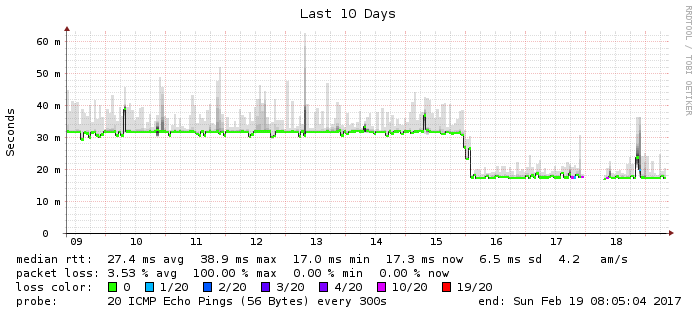 Last 10 Days
RRDTOOL / TOBI OETIKER
Seconds
60 m
50 m
40 m
30 m
20 m
10 m
0
09 10 11 12 13 14 15 16 17 18
median rtt: 27.4 ms avg 38.9 ms max 17.0 ms min 17.3 ms now 6.5 ms sd 4.2 am/s
packet loss: 3.53 % avg 100.00 % max 0.00 % min 0.00 % now
loss color: 0 1/20 2/20 3/20 4/20 10/20 19/20
probe: 20 ICMP Echo Pings (56 Bytes) every 300s end: Sun Feb 19 08:05:04 2017